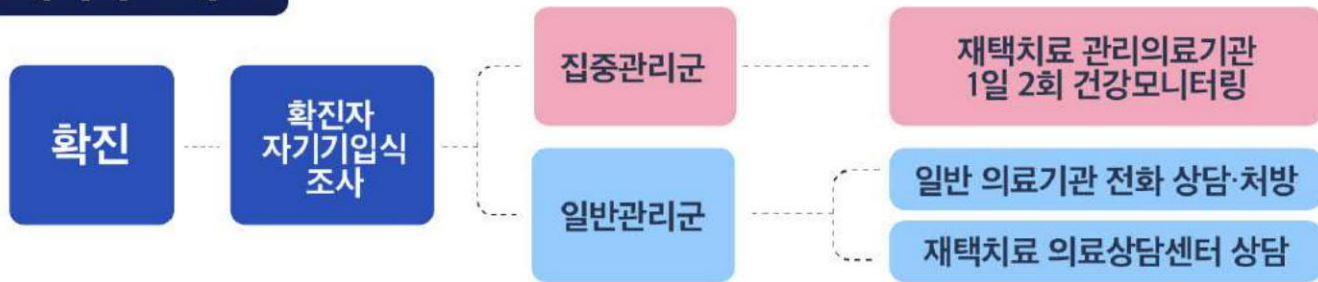 확진
확진자
자기기입식
조사
집중관리군
재택치료 관리의료기관
1일 2회 건강모니터링
일반관리군
일반 의료기관 전화 상담·처방
재택치료 의료상담센터 상담